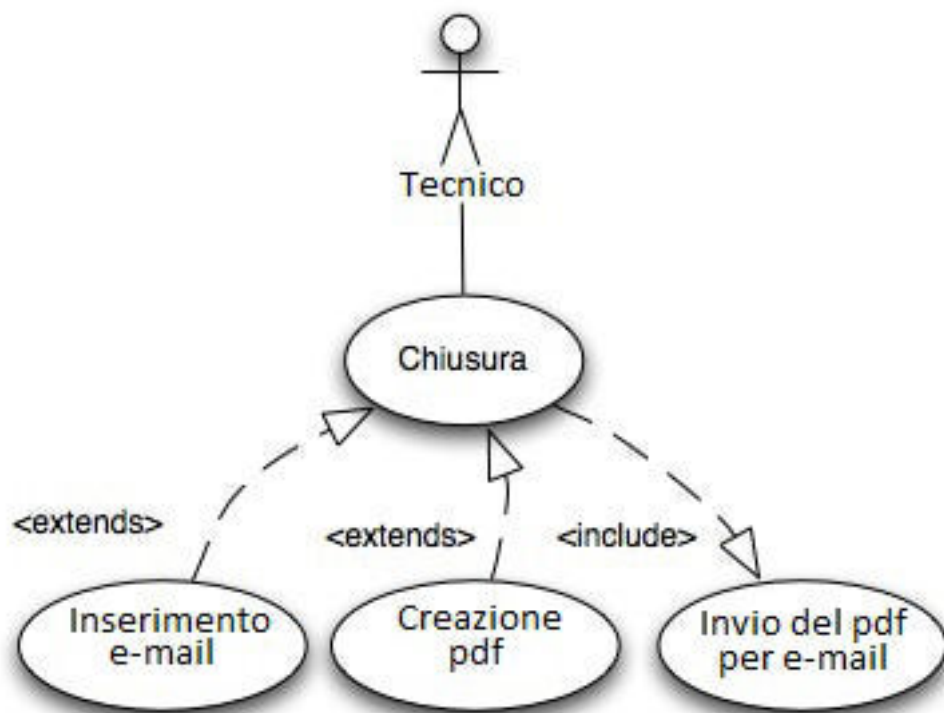 Tecnico
Chiusura
<extends>
<extends>
<include>
Inserimento
e-mail
Creazione
pdf
Invio del pdf
per e-mail